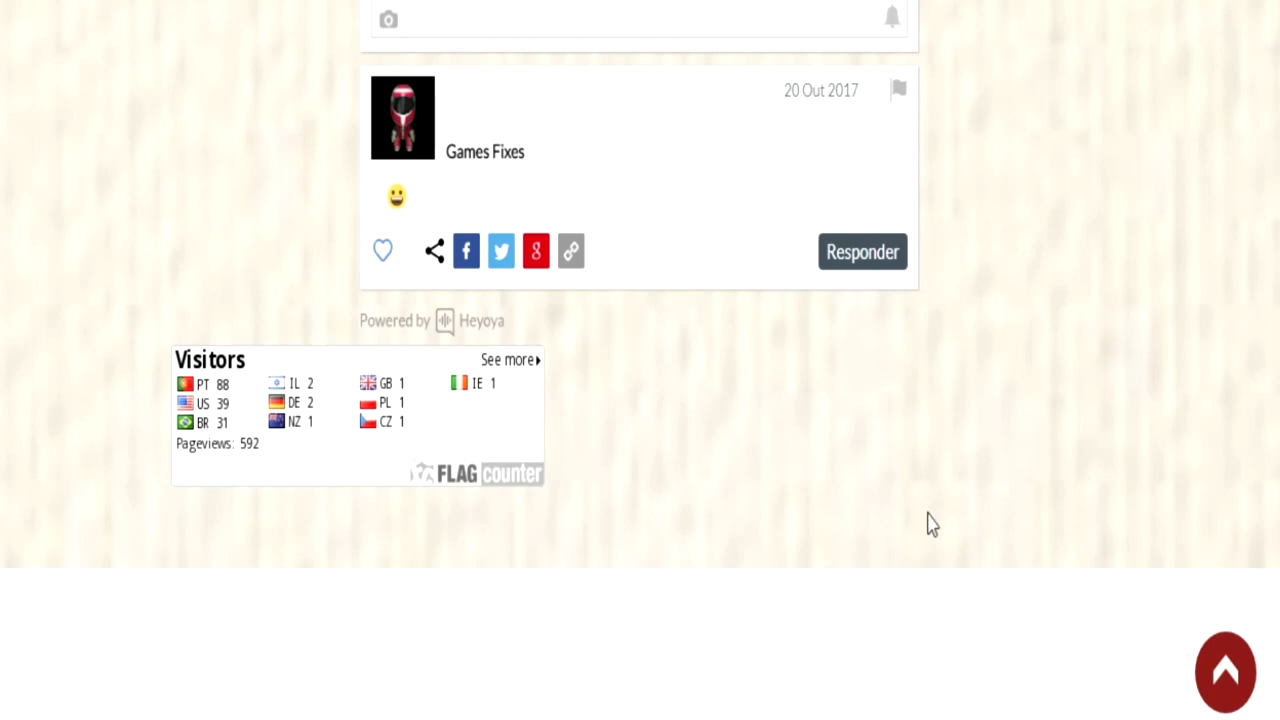 20 Out 2017
Games Fixes
Responder
Powered by Heyoya
Visitors See more
PT 88 IL 2 GB 1 IE 1
US 39 DE 2 PL 1
BR 31 NZ 1 CZ 1
Pageviews: 592
FLAG counter